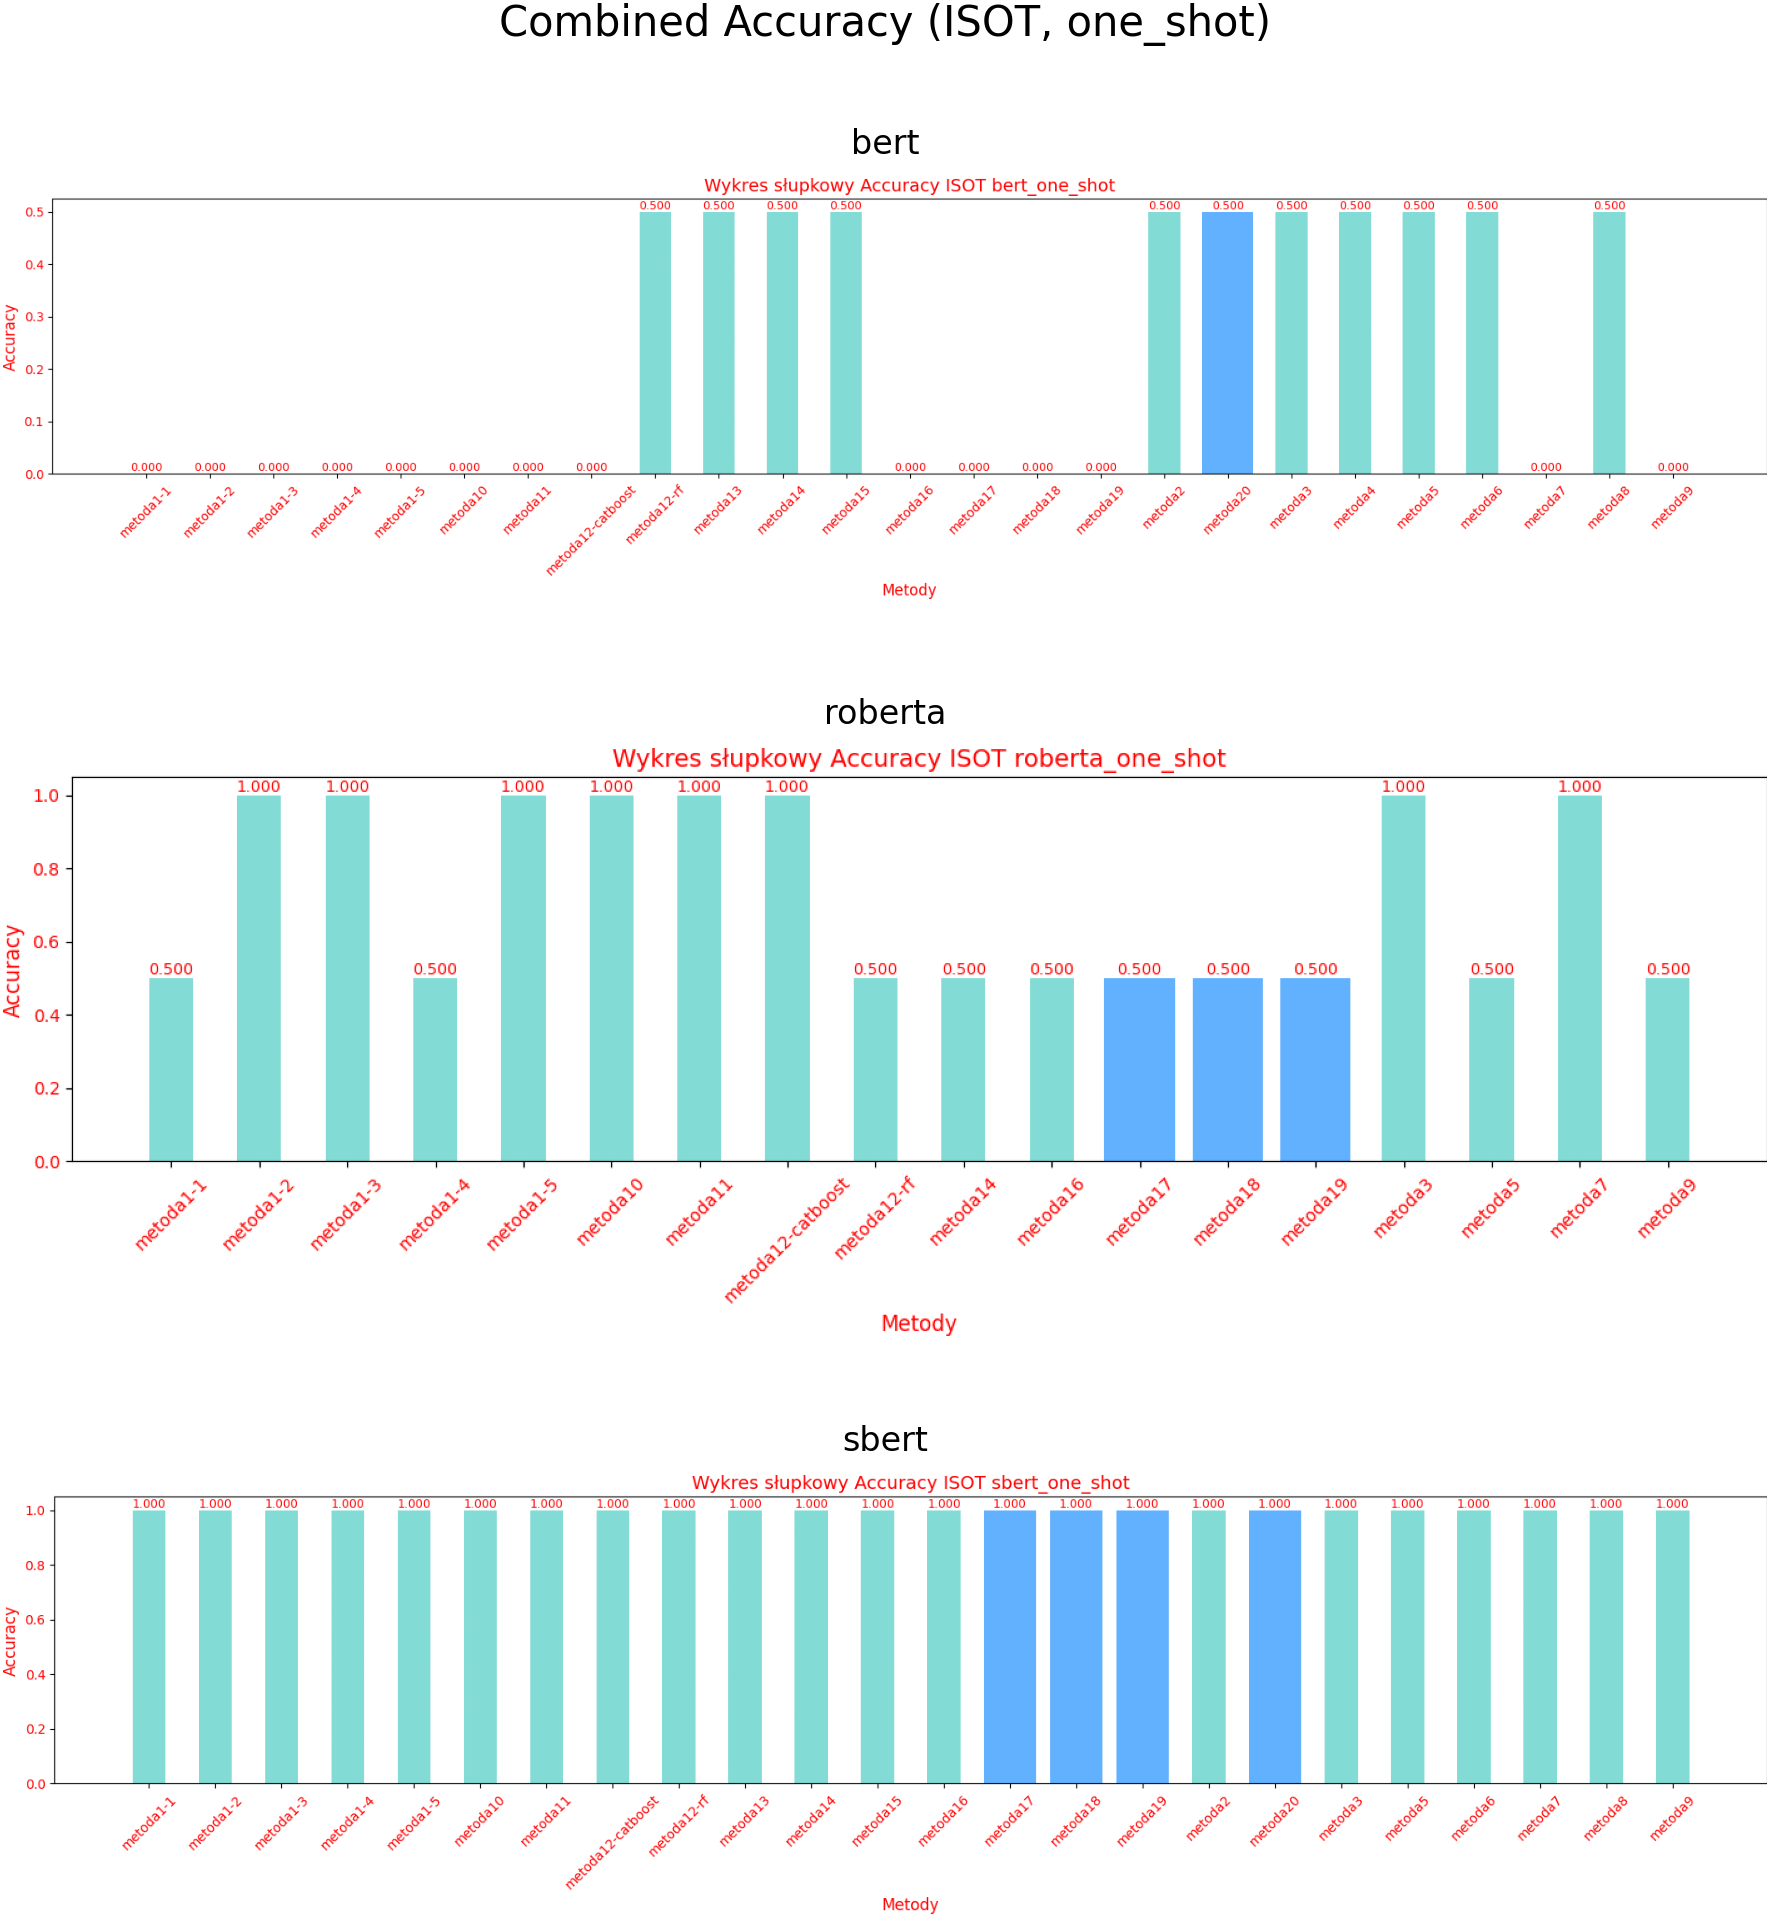 Combined Accuracy (ISOT, one_shot)
bert
Wykres słupkowy Accuracy ISOT bert_one_shot
0.500 0.500 0.500 0.500 0.500 0.500 0.500 0.500 0.500 0.500 0.500
0.5
0.4
0.3
0.2
0.1
0.0
Accuracy
0.000 0.000 0.000 0.000 0.000 0.000 0.000 0.000 0.000 0.000 0.000 0.000 0.000 0.000
metoda1-1 metoda1-2 metoda1-3 metoda1-4 metoda1-5 metoda10 metoda11 metoda12-catboost metoda12-rf metoda13 metoda14 metoda15 metoda16 metoda17 metoda18 metoda19 metoda2 metoda20 metoda3 metoda4 metoda5 metoda6 metoda7 metoda8 metoda9
Metody
roberta
Wykres słupkowy Accuracy ISOT roberta_one_shot
1.000 1.000 1.000 1.000 1.000 1.000 1.000 1.000
1.0
0.8
0.6
0.4
0.2
0.0
Accuracy
0.500 0.500 0.500 0.500 0.500 0.500 0.500 0.500 0.500 0.500
metoda1-1 metoda1-2 metoda1-3 metoda1-4 metoda1-5 metoda10 metoda11 metoda12-catboost metoda12-rf metoda14 metoda16 metoda17 metoda18 metoda19 metoda3 metoda5 metoda7 metoda9
Metody
sbert
Wykres słupkowy Accuracy ISOT sbert_one_shot
1.000 1.000 1.000 1.000 1.000 1.000 1.000 1.000 1.000 1.000 1.000 1.000 1.000 1.000 1.000 1.000 1.000 1.000 1.000 1.000 1.000 1.000 1.000 1.000
1.0
0.8
0.6
0.4
0.2
0.0
Accuracy
metoda1-1 metoda1-2 metoda1-3 metoda1-4 metoda1-5 metoda10 metoda11 metoda12-catboost metoda12-rf metoda13 metoda14 metoda15 metoda16 metoda17 metoda18 metoda19 metoda2 metoda20 metoda3 metoda5 metoda6 metoda7 metoda8 metoda9
Metody